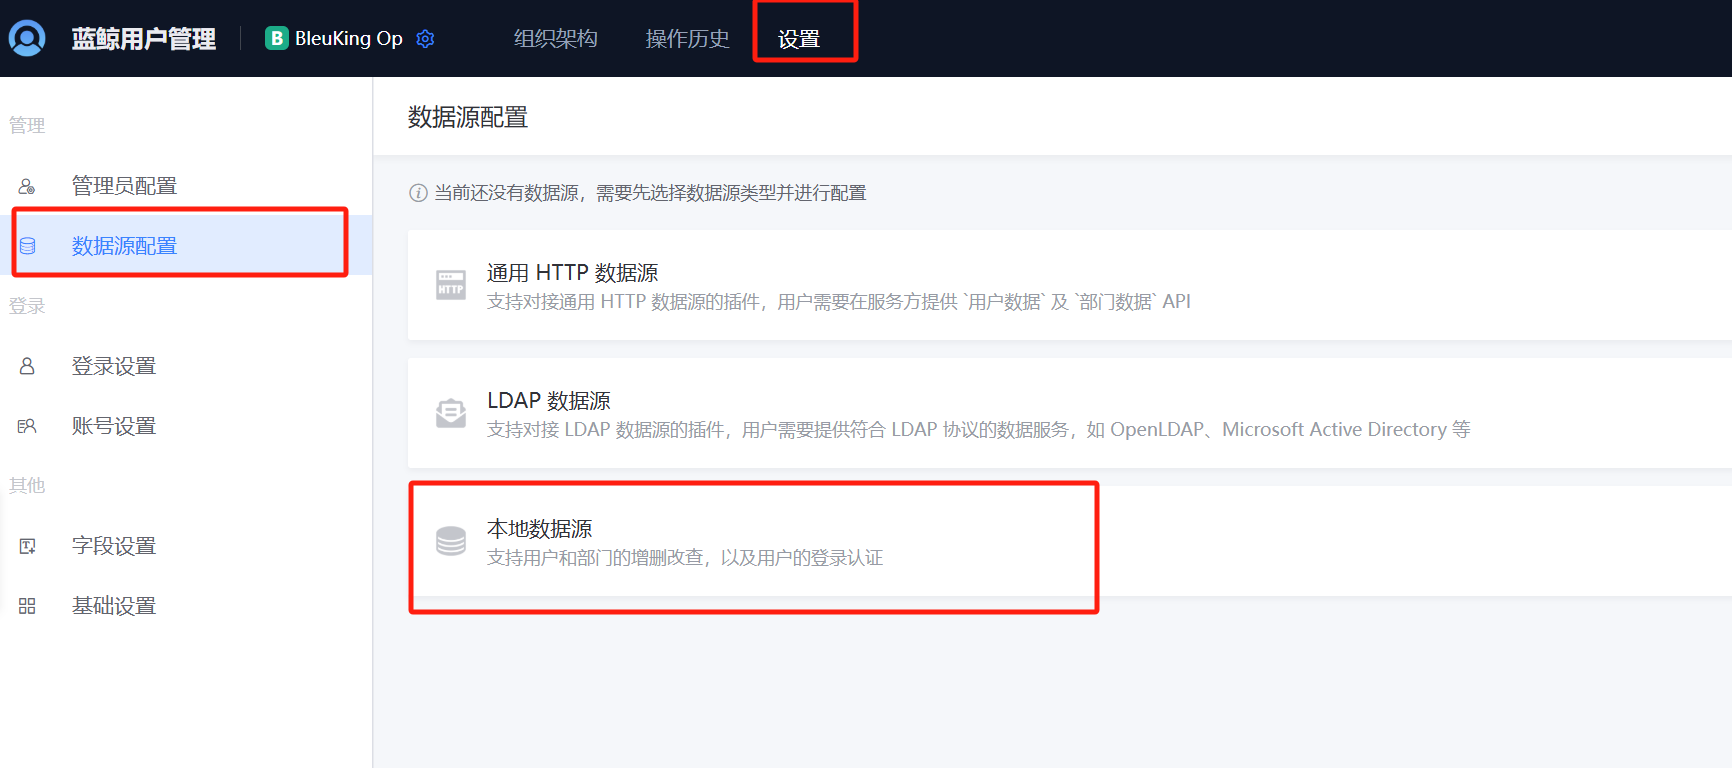 蓝鲸用户管理 B BleuKing Op 组织架构 操作历史 设置
管理
管理员配置
数据源配置
登录
登录设置
账号设置
其他
字段设置
基础设置
数据源配置
当前还没有数据源，需要先选择数据源类型并进行配置
HTTP
通用 HTTP 数据源
支持对接通用 HTTP 数据源的插件，用户需要在服务方提供 `用户数据` 及 `部门数据` API
LDAP 数据源
支持对接 LDAP 数据源的插件，用户需要提供符合 LDAP 协议的数据服务，如 OpenLDAP、Microsoft Active Directory 等
本地数据源
支持用户和部门的增删改查，以及用户的登录认证